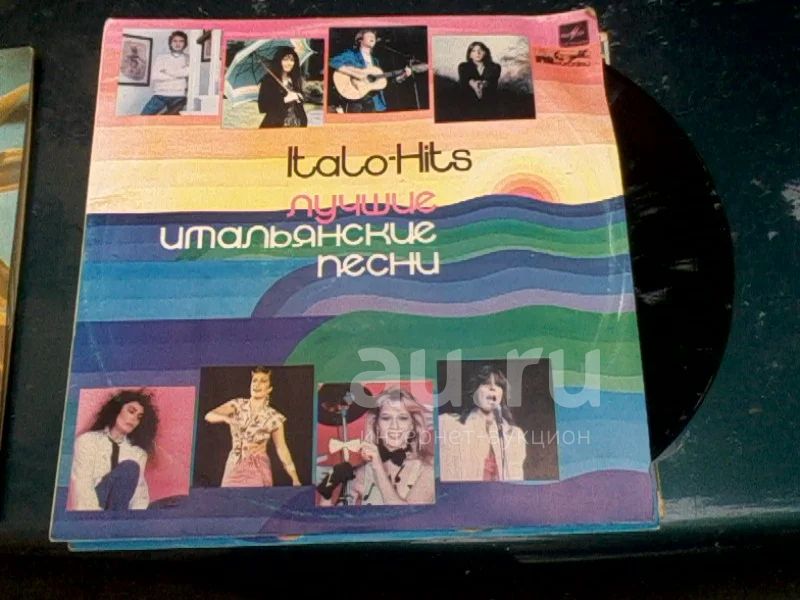 Italo-Hits
лучшие
итальянские
песни
au.ru
интернет-аукцион